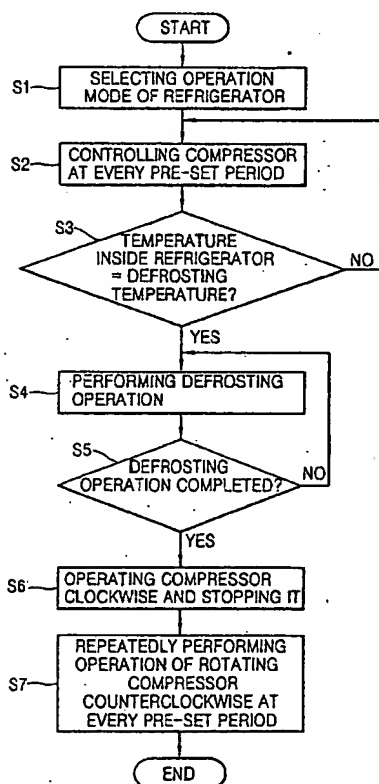 START
S1
SELECTING OPERATION
MODE OF REFRIGERATOR
S2
CONTROLLING COMPRESSOR
AT EVERY PRE-SET PERIOD
S3
TEMPERATURE
INSIDE REFRIGERATOR
= DEFROSTING
TEMPERATURE?
NO
YES
S4
PERFORMING DEFROSTING
OPERATION
S5
DEFROSTING
OPERATION COMPLETED?
NO
YES
S6
OPERATING COMPRESSOR
CLOCKWISE AND STOPPING IT
S7
REPEATEDLY PERFORMING
OPERATION OF ROTATING
COMPRESSOR
COUNTERCLOCKWISE AT
EVERY PRE-SET PERIOD
END